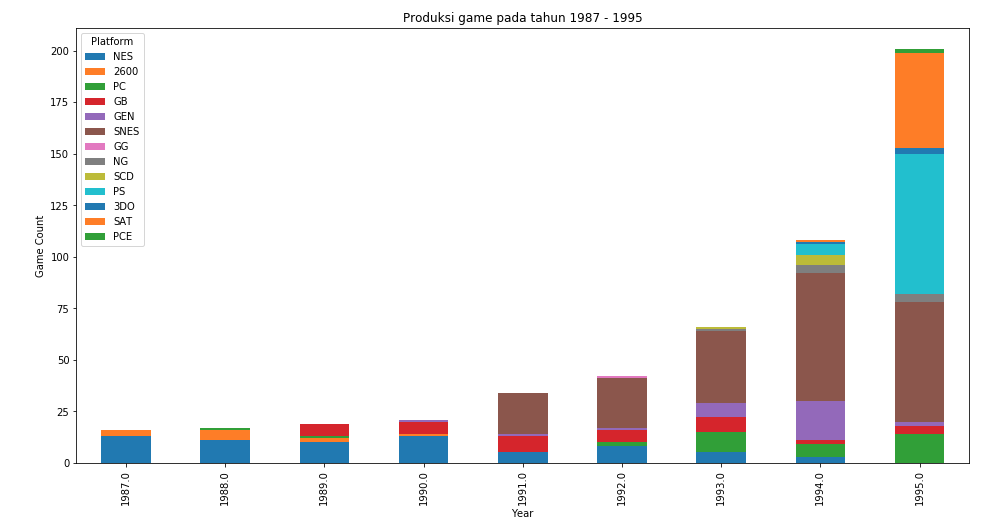 Produksi game pada tahun 1987 - 1995
Platform
NES
2600
PC
GB
GEN
SNES
GG
NG
SCD
PS
3DO
SAT
PCE
Game Count
200
175
150
125
100
75
50
25
0
1987.0
1988.0
1989.0
1990.0
1991.0
1992.0
1993.0
1994.0
1995.0
Year